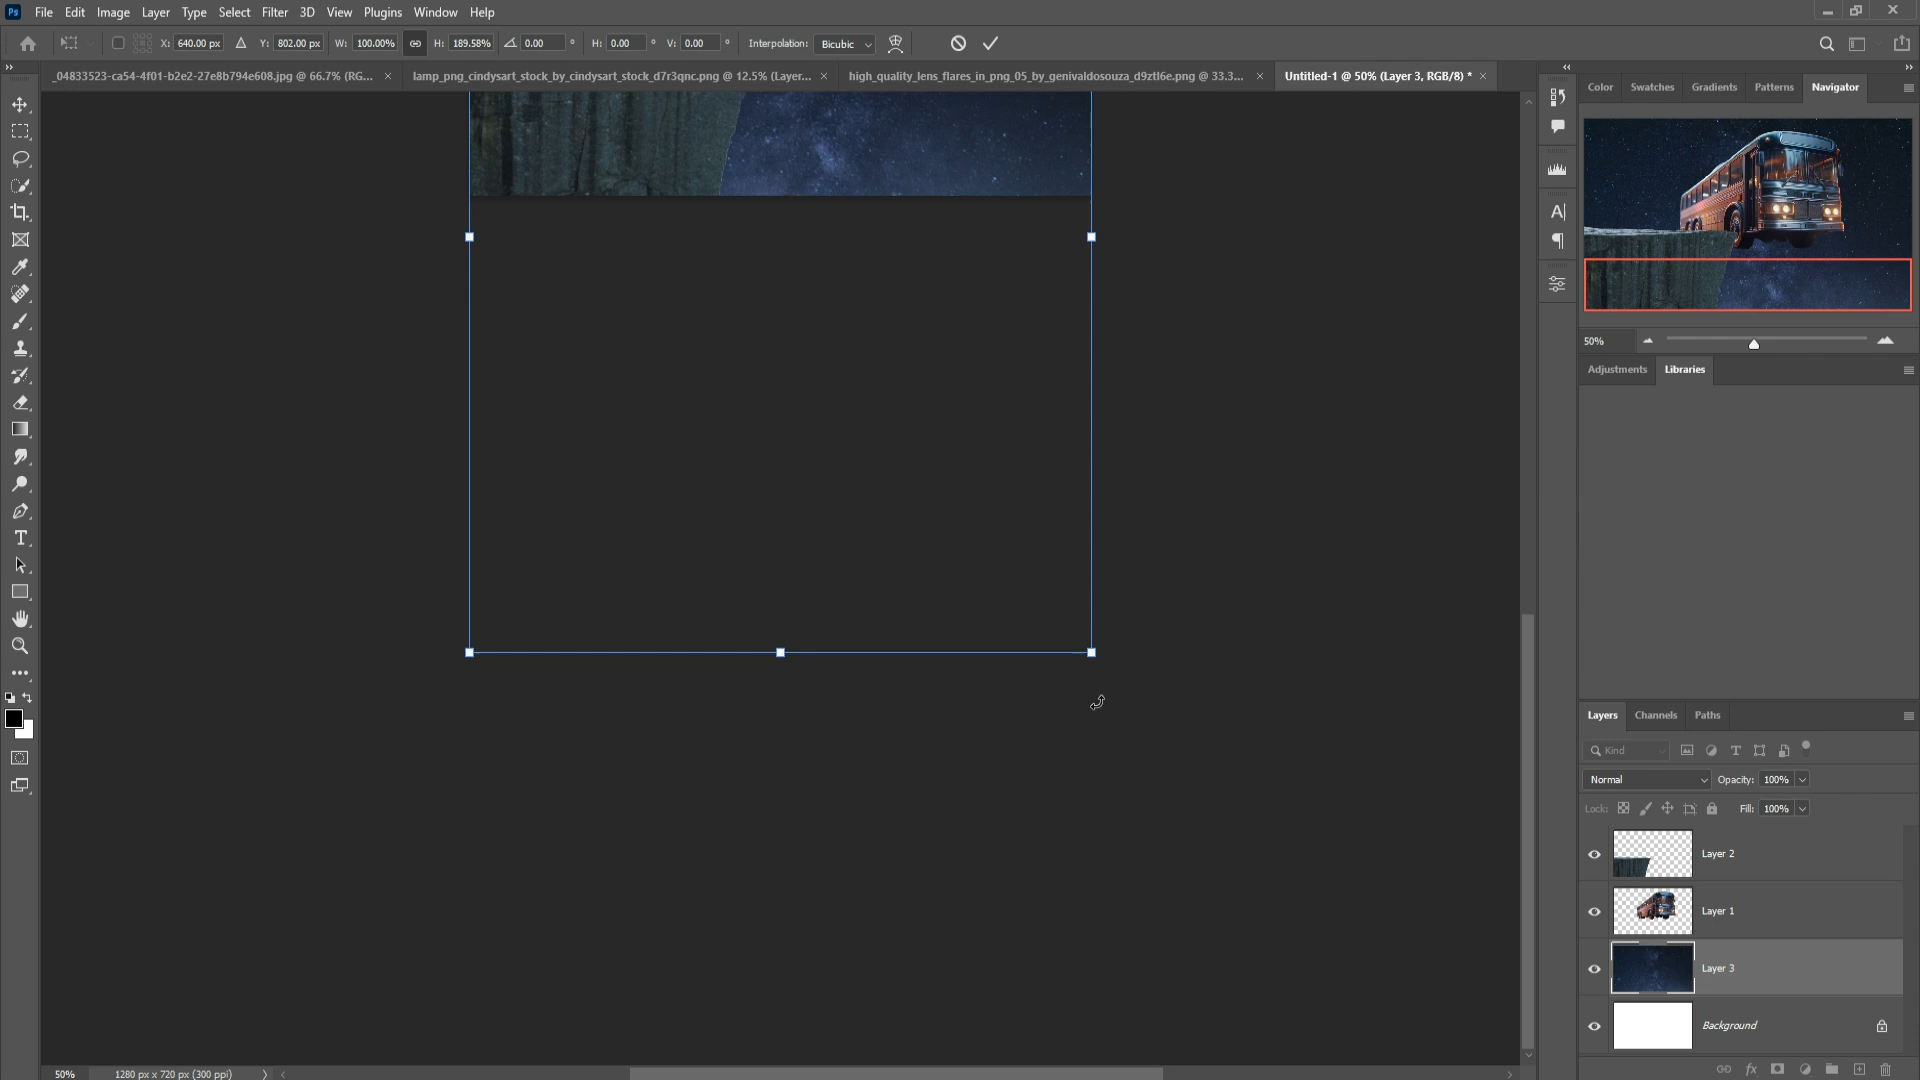 Ps File Edit Image Layer Type Select Filter 3D View Plugins Window Help
X: 640.00 px Y: 802.00 px W: 100.00% H: 189.58% 0.00 ° H: 0.00 ° V: 0.00 ° Interpolation: Bicubic
_04833523-ca54-4f01-b2e2-27e8b794e608.jpg @ 66.7% (RG... × lamp_png_cindysart_stock_by_cindysart_stock_d7r3qnc.png @ 12.5% (Layer... × high_quality_lens_flares_in_png_05_by_genivaldosouza_d9ztl6e.png @ 33.3... × Untitled-1 @ 50% (Layer 3, RGB/8) * ×
Color Swatches Gradients Patterns Navigator
50%
Adjustments Libraries
Layers Channels Paths
Kind
Normal Opacity: 100%
Lock: Fill: 100%
Layer 2
Layer 1
Layer 3
Background
50% 1280 px x 720 px (300 ppi)